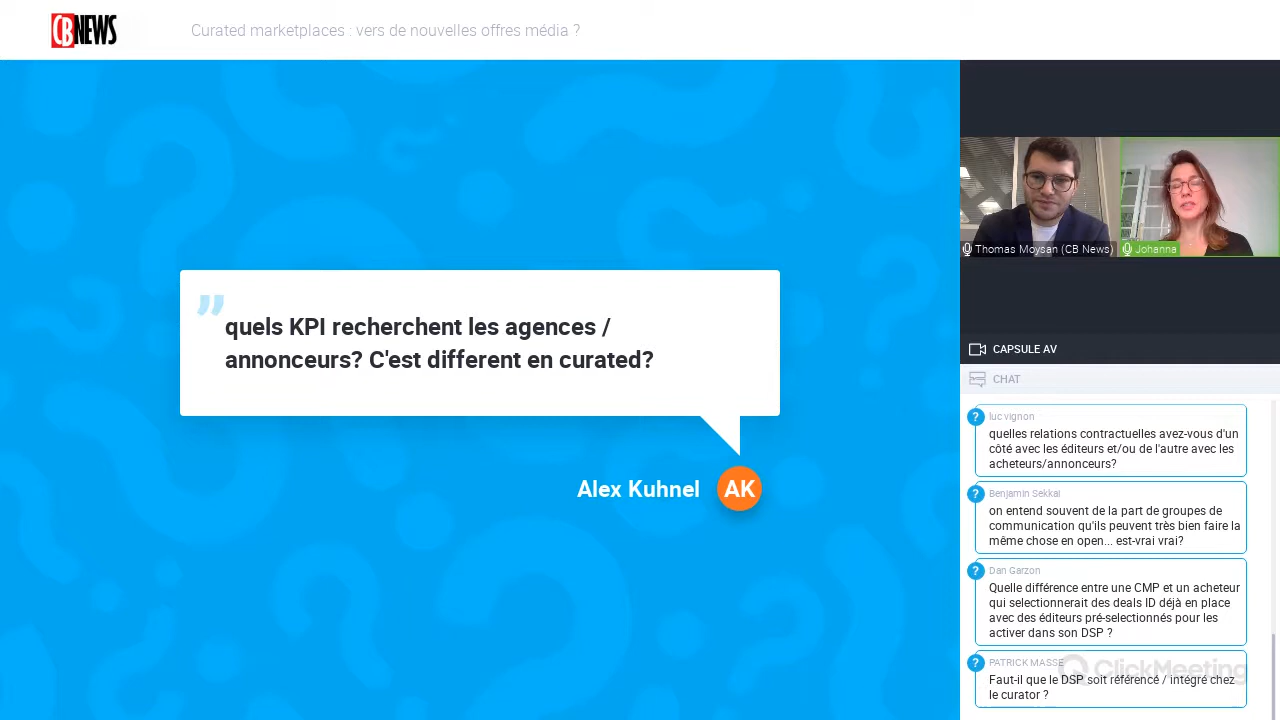 CBNEWS
Curated marketplaces : vers de nouvelles offres média ?
quels KPI recherchent les agences /
annonceurs? C'est different en curated?
Alex Kuhnel
AK
Thomas Moysan (CB News)
Johanna
CAPSULE AV
CHAT
luc vignon
quelles relations contractuelles avez-vous d'un
côté avec les éditeurs et/ou de l'autre avec les
acheteurs/annonceurs?
Benjamin Sekkai
on entend souvent de la part de groupes de
communication qu'ils peuvent très bien faire la
même chose en open... est-vrai vrai?
Dan Garzon
Quelle différence entre une CMP et un acheteur
qui selectionnerait des deals ID déjà en place
avec des éditeurs pré-selectionnés pour les
activer dans son DSP ?
PATRICK MASSE
Faut-il que le DSP soit référencé / intégré chez
le curator ?
ClickMeeting